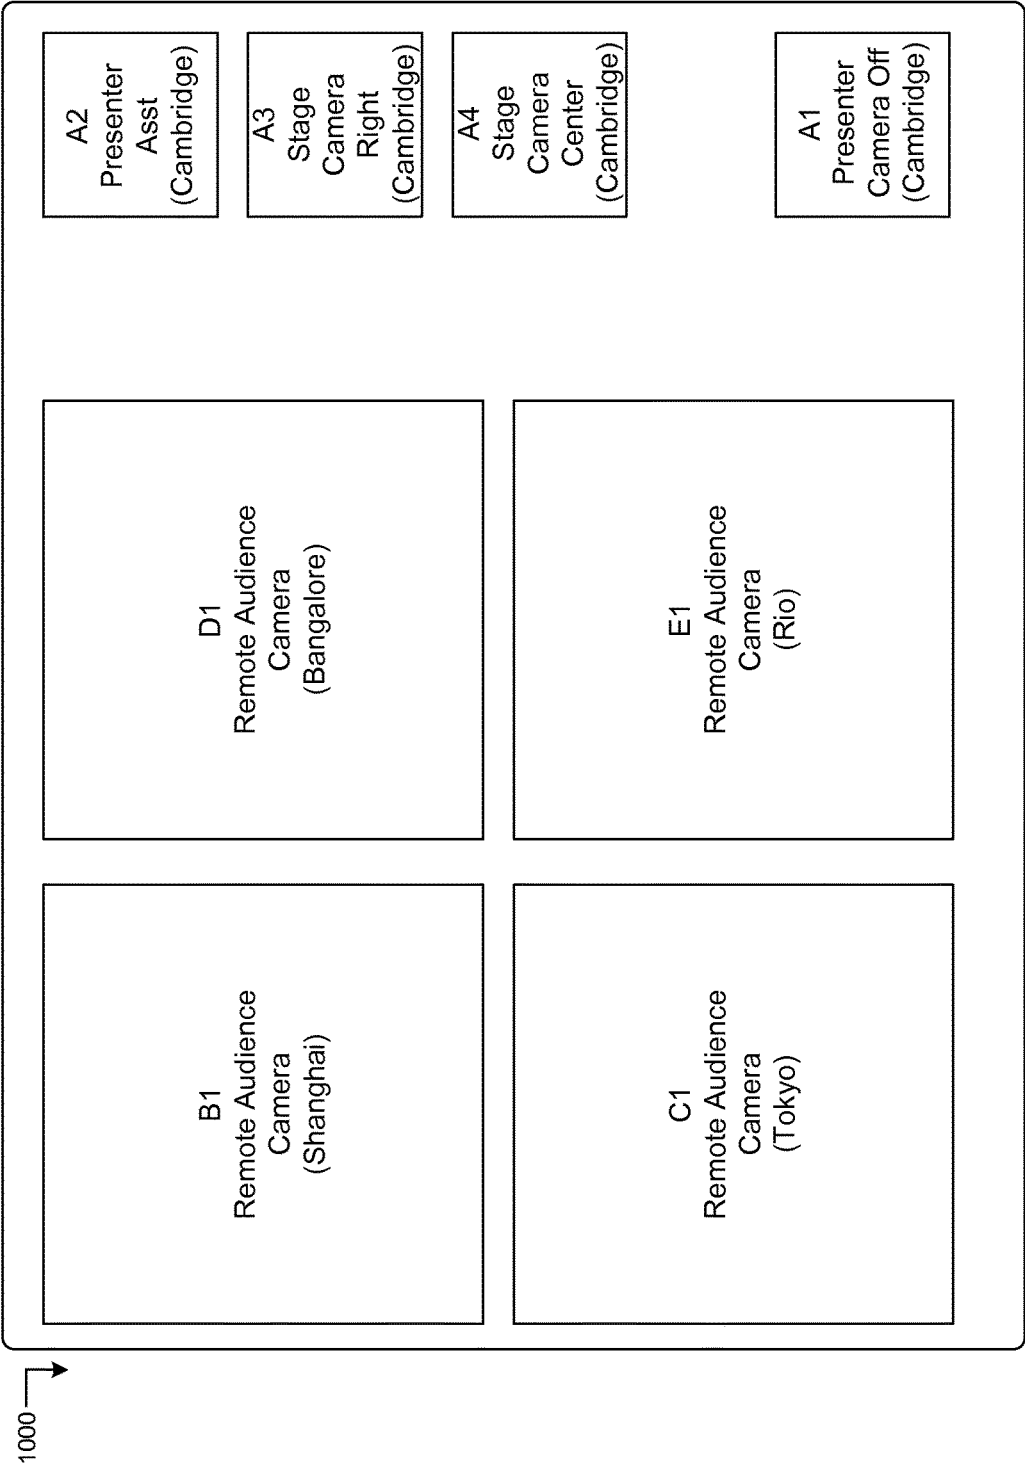 1000
B1
Remote Audience
Camera
(Shanghai)
D1
Remote Audience
Camera
(Bangalore)
A2
Presenter
Asst
(Cambridge)
A3
Stage
Camera
Right
(Cambridge)
A4
Stage
Camera
Center
(Cambridge)
C1
Remote Audience
Camera
(Tokyo)
E1
Remote Audience
Camera
(Rio)
A1
Presenter
Camera Off
(Cambridge)